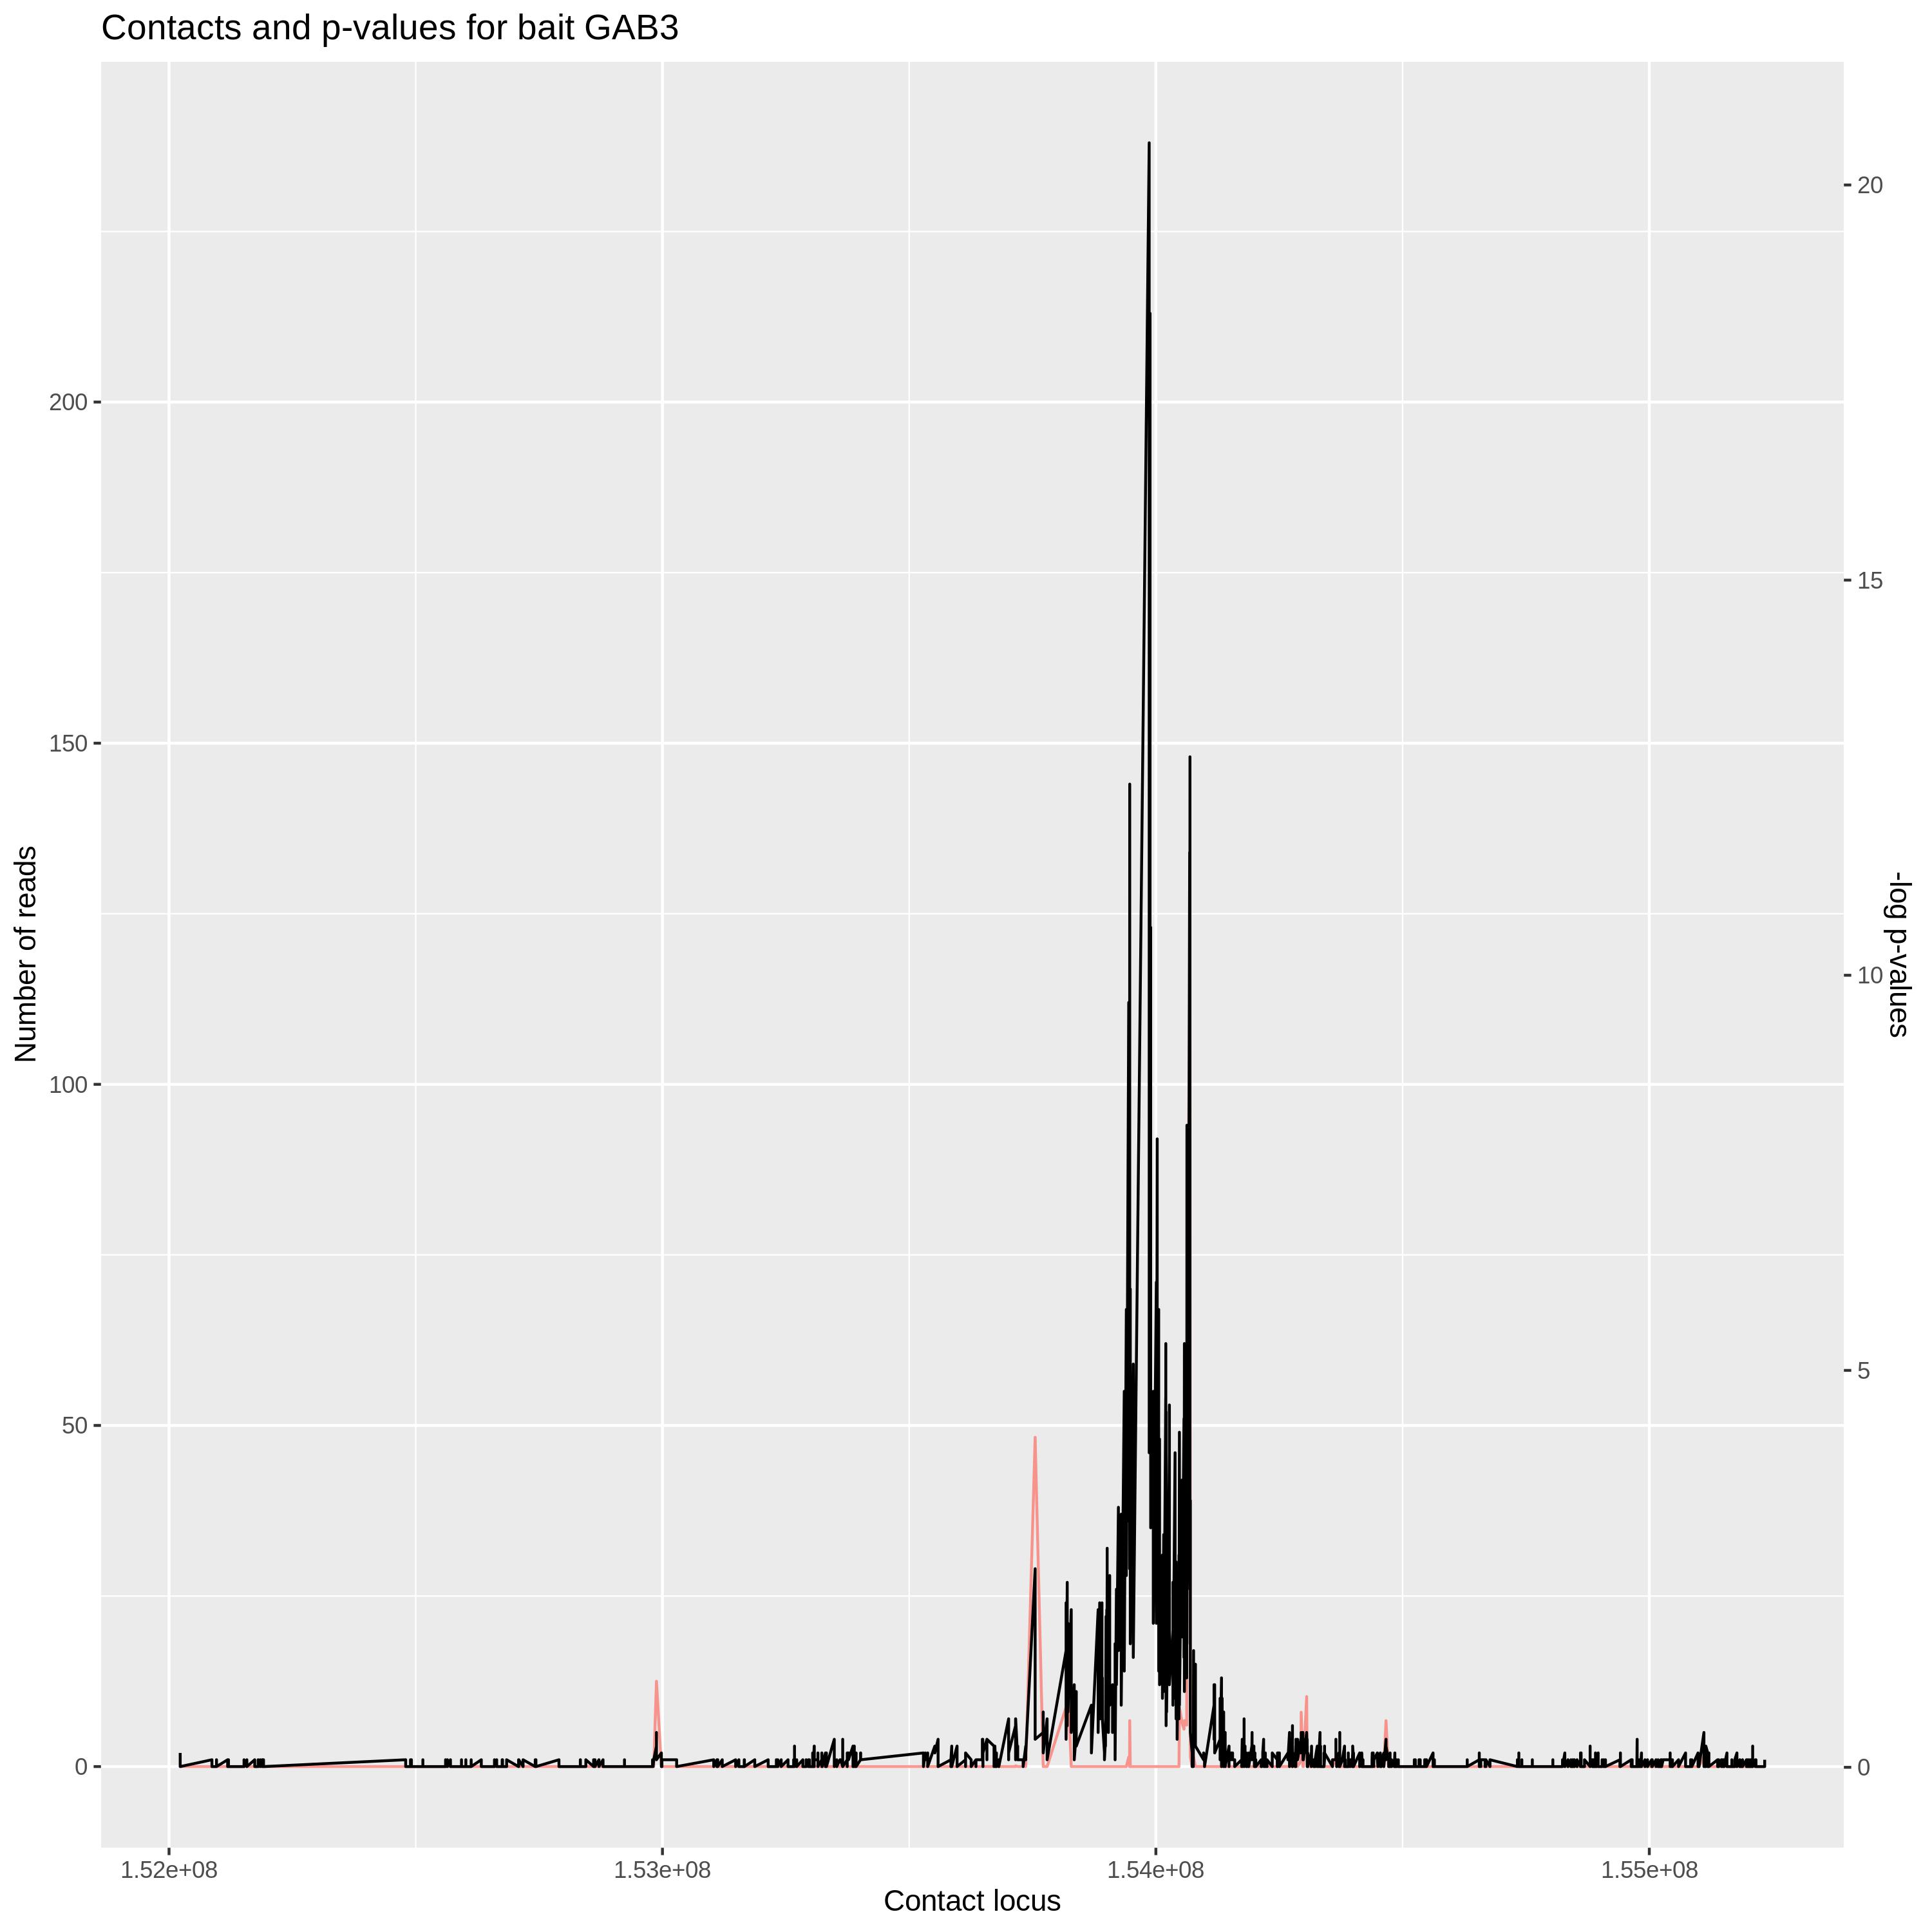 Contacts and p-values for bait GAB3
200
150
100
50
0
Number of reads
20
15
10
5
0
-log p-values
1.52e+08
1.53e+08
1.54e+08
1.55e+08
Contact locus